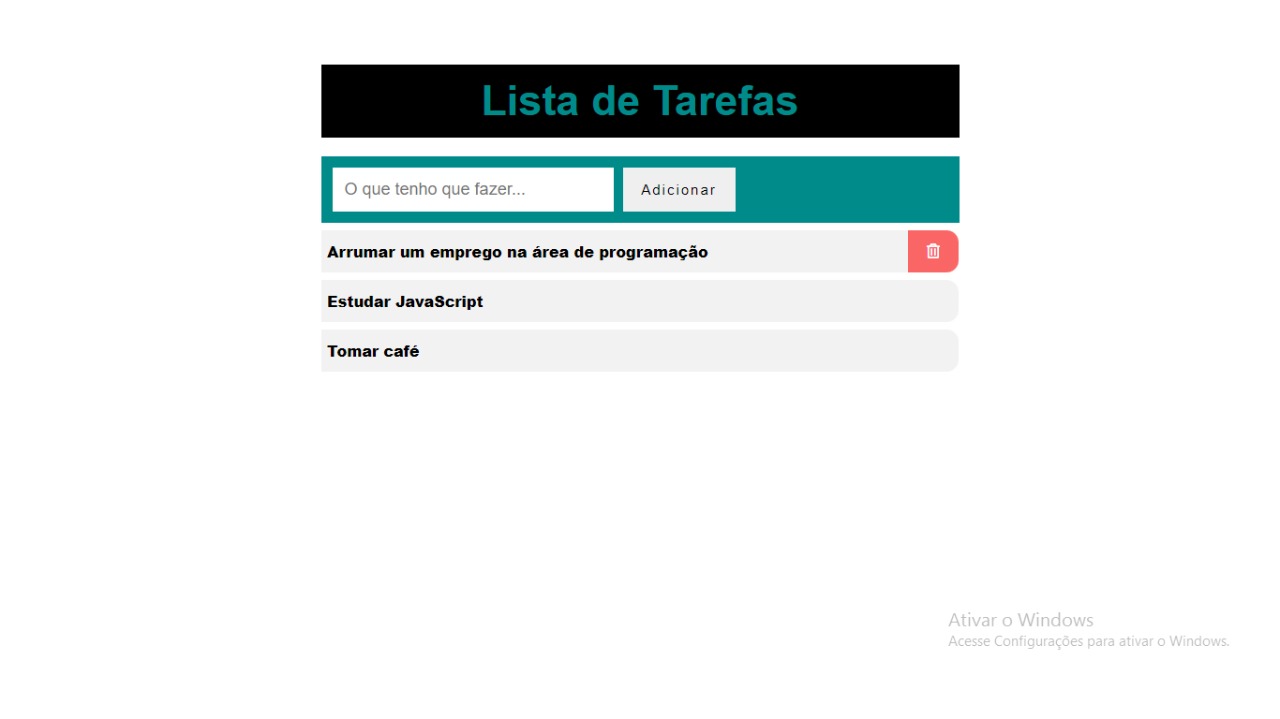 Lista de Tarefas
O que tenho que fazer...
Adicionar
Arrumar um emprego na área de programação
Estudar JavaScript
Tomar café
Ativar o Windows
Acesse Configurações para ativar o Windows.